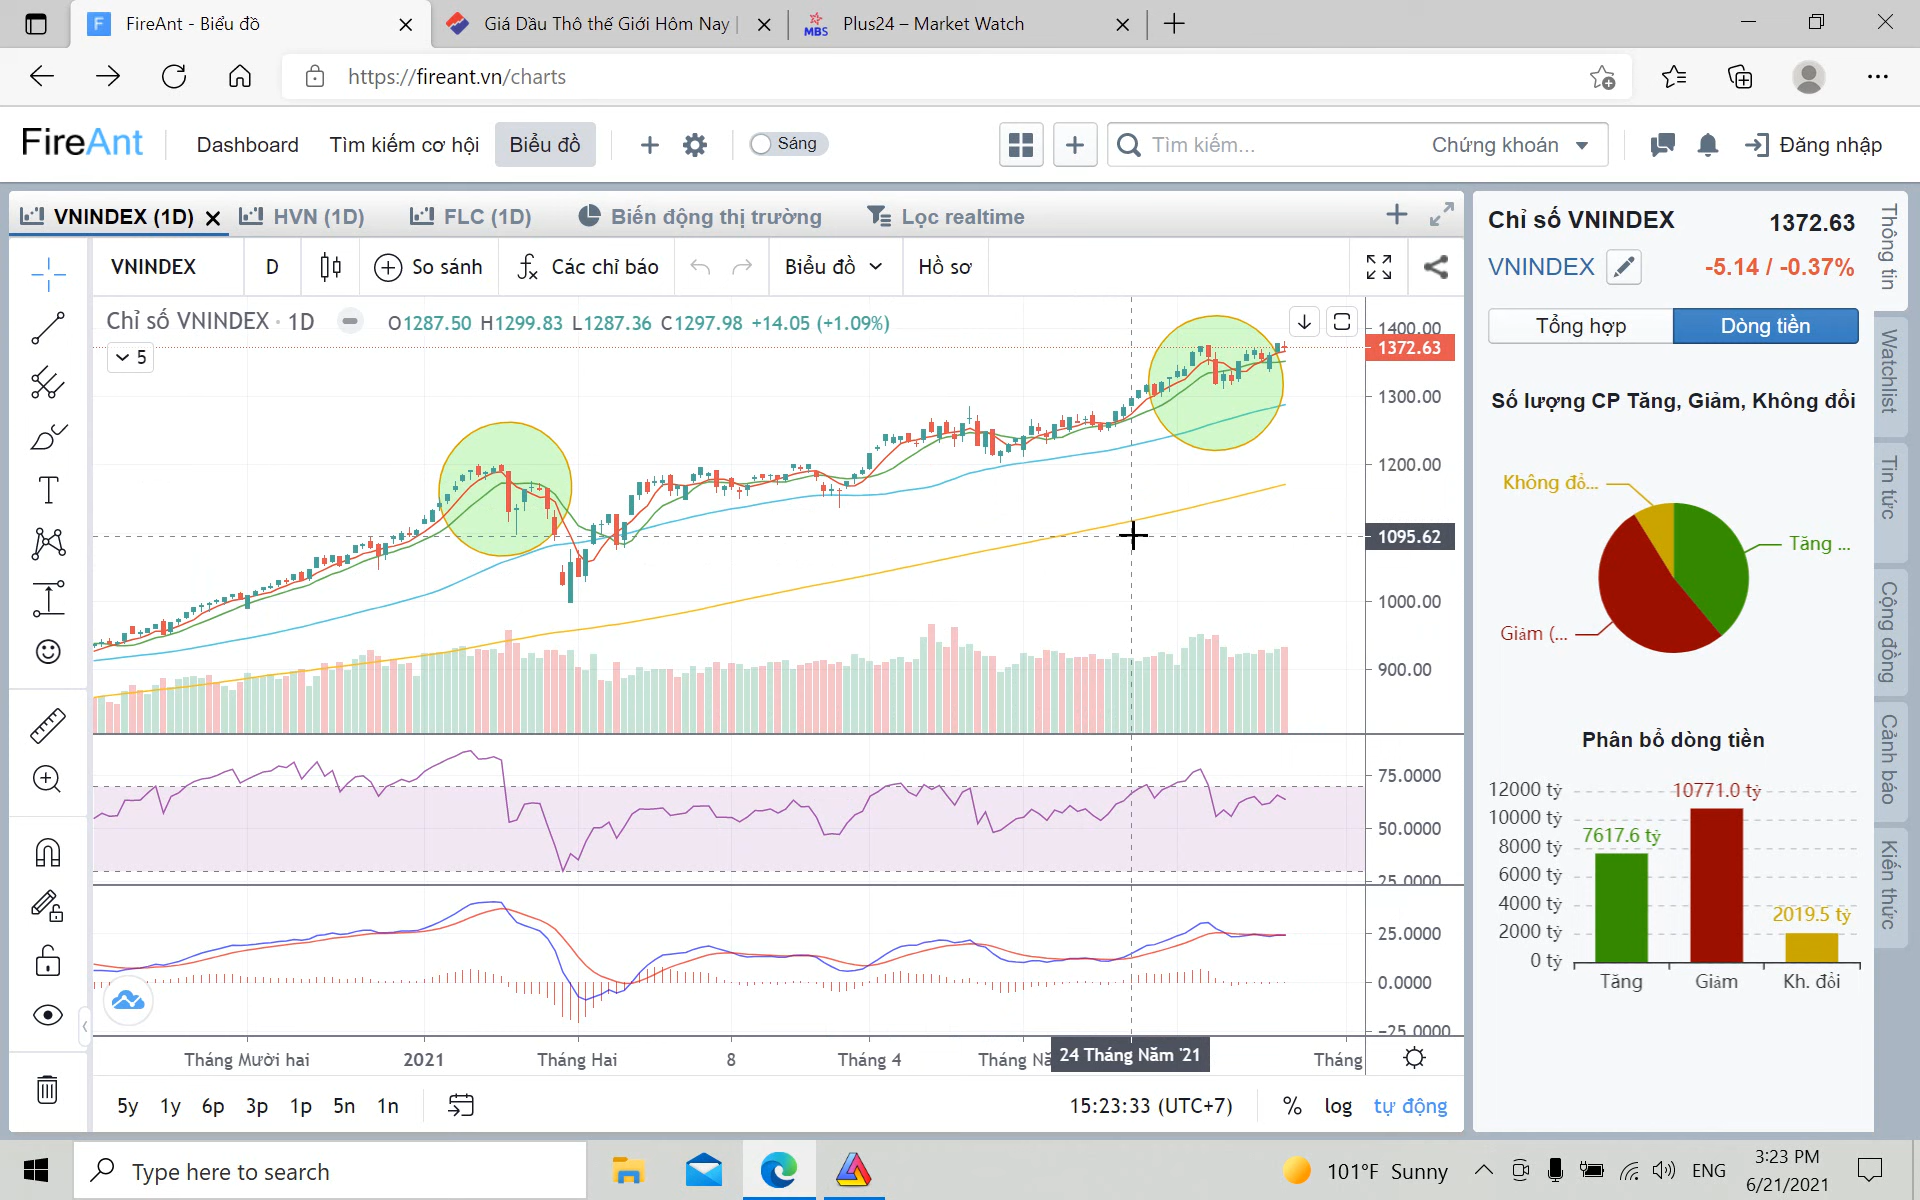 FireAnt - Biểu đồ
Giá Dầu Thô thế Giới Hôm Nay |
MBS
Plus24 – Market Watch
https://fireant.vn/charts
FireAnt
Dashboard
Tìm kiếm cơ hội
Biểu đồ
Sáng
Tìm kiếm...
Chứng khoán
Đăng nhập
VNINDEX (1D)
HVN (1D)
FLC (1D)
Biến động thị trường
Lọc realtime
VNINDEX
D
So sánh
Các chỉ báo
Biểu đồ
Hồ sơ
Chỉ số VNINDEX · 1D
O1287.50 H1299.83 L1287.36 C1297.98 +14.05 (+1.09%)
5
1400.00
1372.63
1300.00
1200.00
1095.62
1000.00
900.00
75.0000
50.0000
25.0000
25.0000
0.0000
−25.0000
Tháng Mười hai
2021
Tháng Hai
8
Tháng 4
Tháng Nă
24 Tháng Năm '21
Tháng
5y
1y
6p
3p
1p
5n
1n
15:23:33 (UTC+7)
%
log
tự động
Chỉ số VNINDEX
1372.63
VNINDEX
-5.14 / -0.37%
Tổng hợp
Dòng tiền
Số lượng CP Tăng, Giảm, Không đổi
Không đổ...
Tăng ...
Giảm (...
Phân bổ dòng tiền
12000 tỷ
10000 tỷ
8000 tỷ
6000 tỷ
4000 tỷ
2000 tỷ
0 tỷ
7617.6 tỷ
10771.0 tỷ
2019.5 tỷ
Tăng
Giảm
Kh. đổi
Thông tin
Watchlist
Tin tức
Cộng đồng
Cảnh báo
Kiến thức
Type here to search
101°F Sunny
ENG
3:23 PM
6/21/2021